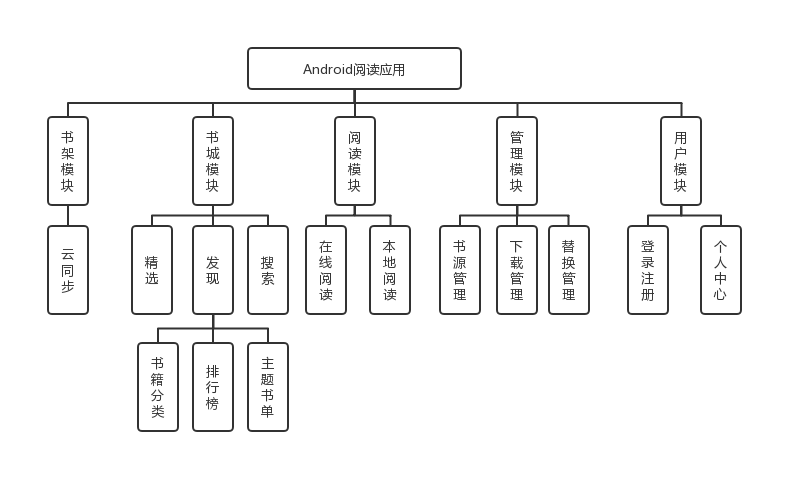 Android阅读应用
书架模块
书城模块
阅读模块
管理模块
用户模块
云同步
精选
发现
搜索
在线阅读
本地阅读
书源管理
下载管理
替换管理
登录注册
个人中心
书籍分类
排行榜
主题书单